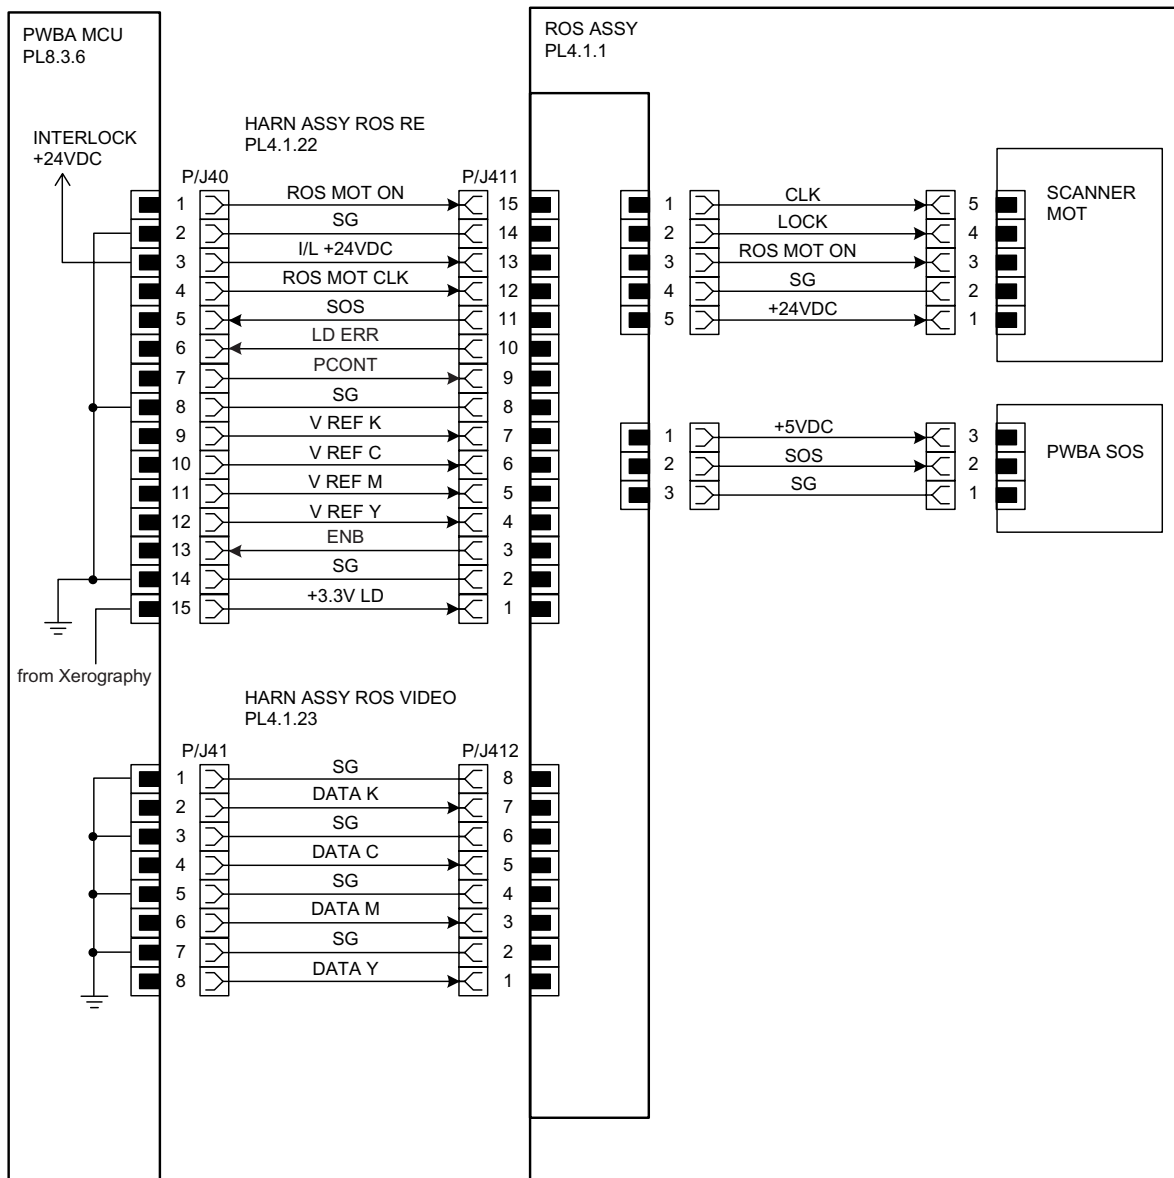 PWBA MCU
PL8.3.6
ROS ASSY
PL4.1.1
INTERLOCK
+24VDC
HARN ASSY ROS RE
PL4.1.22
P/J40 P/J411
1 ROS MOT ON 15
2 SG 14
3 I/L +24VDC 13
4 ROS MOT CLK 12
5 SOS 11
6 LD ERR 10
7 PCONT 9
8 SG 8
9 V REF K 7
10 V REF C 6
11 V REF M 5
12 V REF Y 4
13 ENB 3
14 SG 2
15 +3.3V LD 1
from Xerography
1 CLK 5
2 LOCK 4
3 ROS MOT ON 3
4 SG 2
5 +24VDC 1
SCANNER
MOT
1 +5VDC 3
2 SOS 2
3 SG 1
PWBA SOS
HARN ASSY ROS VIDEO
PL4.1.23
P/J41 P/J412
1 SG 8
2 DATA K 7
3 SG 6
4 DATA C 5
5 SG 4
6 DATA M 3
7 SG 2
8 DATA Y 1